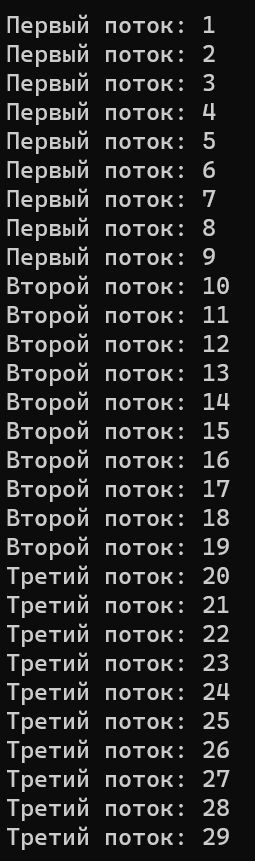 Первый поток: 1
Первый поток: 2
Первый поток: 3
Первый поток: 4
Первый поток: 5
Первый поток: 6
Первый поток: 7
Первый поток: 8
Первый поток: 9
Второй поток: 10
Второй поток: 11
Второй поток: 12
Второй поток: 13
Второй поток: 14
Второй поток: 15
Второй поток: 16
Второй поток: 17
Второй поток: 18
Второй поток: 19
Третий поток: 20
Третий поток: 21
Третий поток: 22
Третий поток: 23
Третий поток: 24
Третий поток: 25
Третий поток: 26
Третий поток: 27
Третий поток: 28
Третий поток: 29